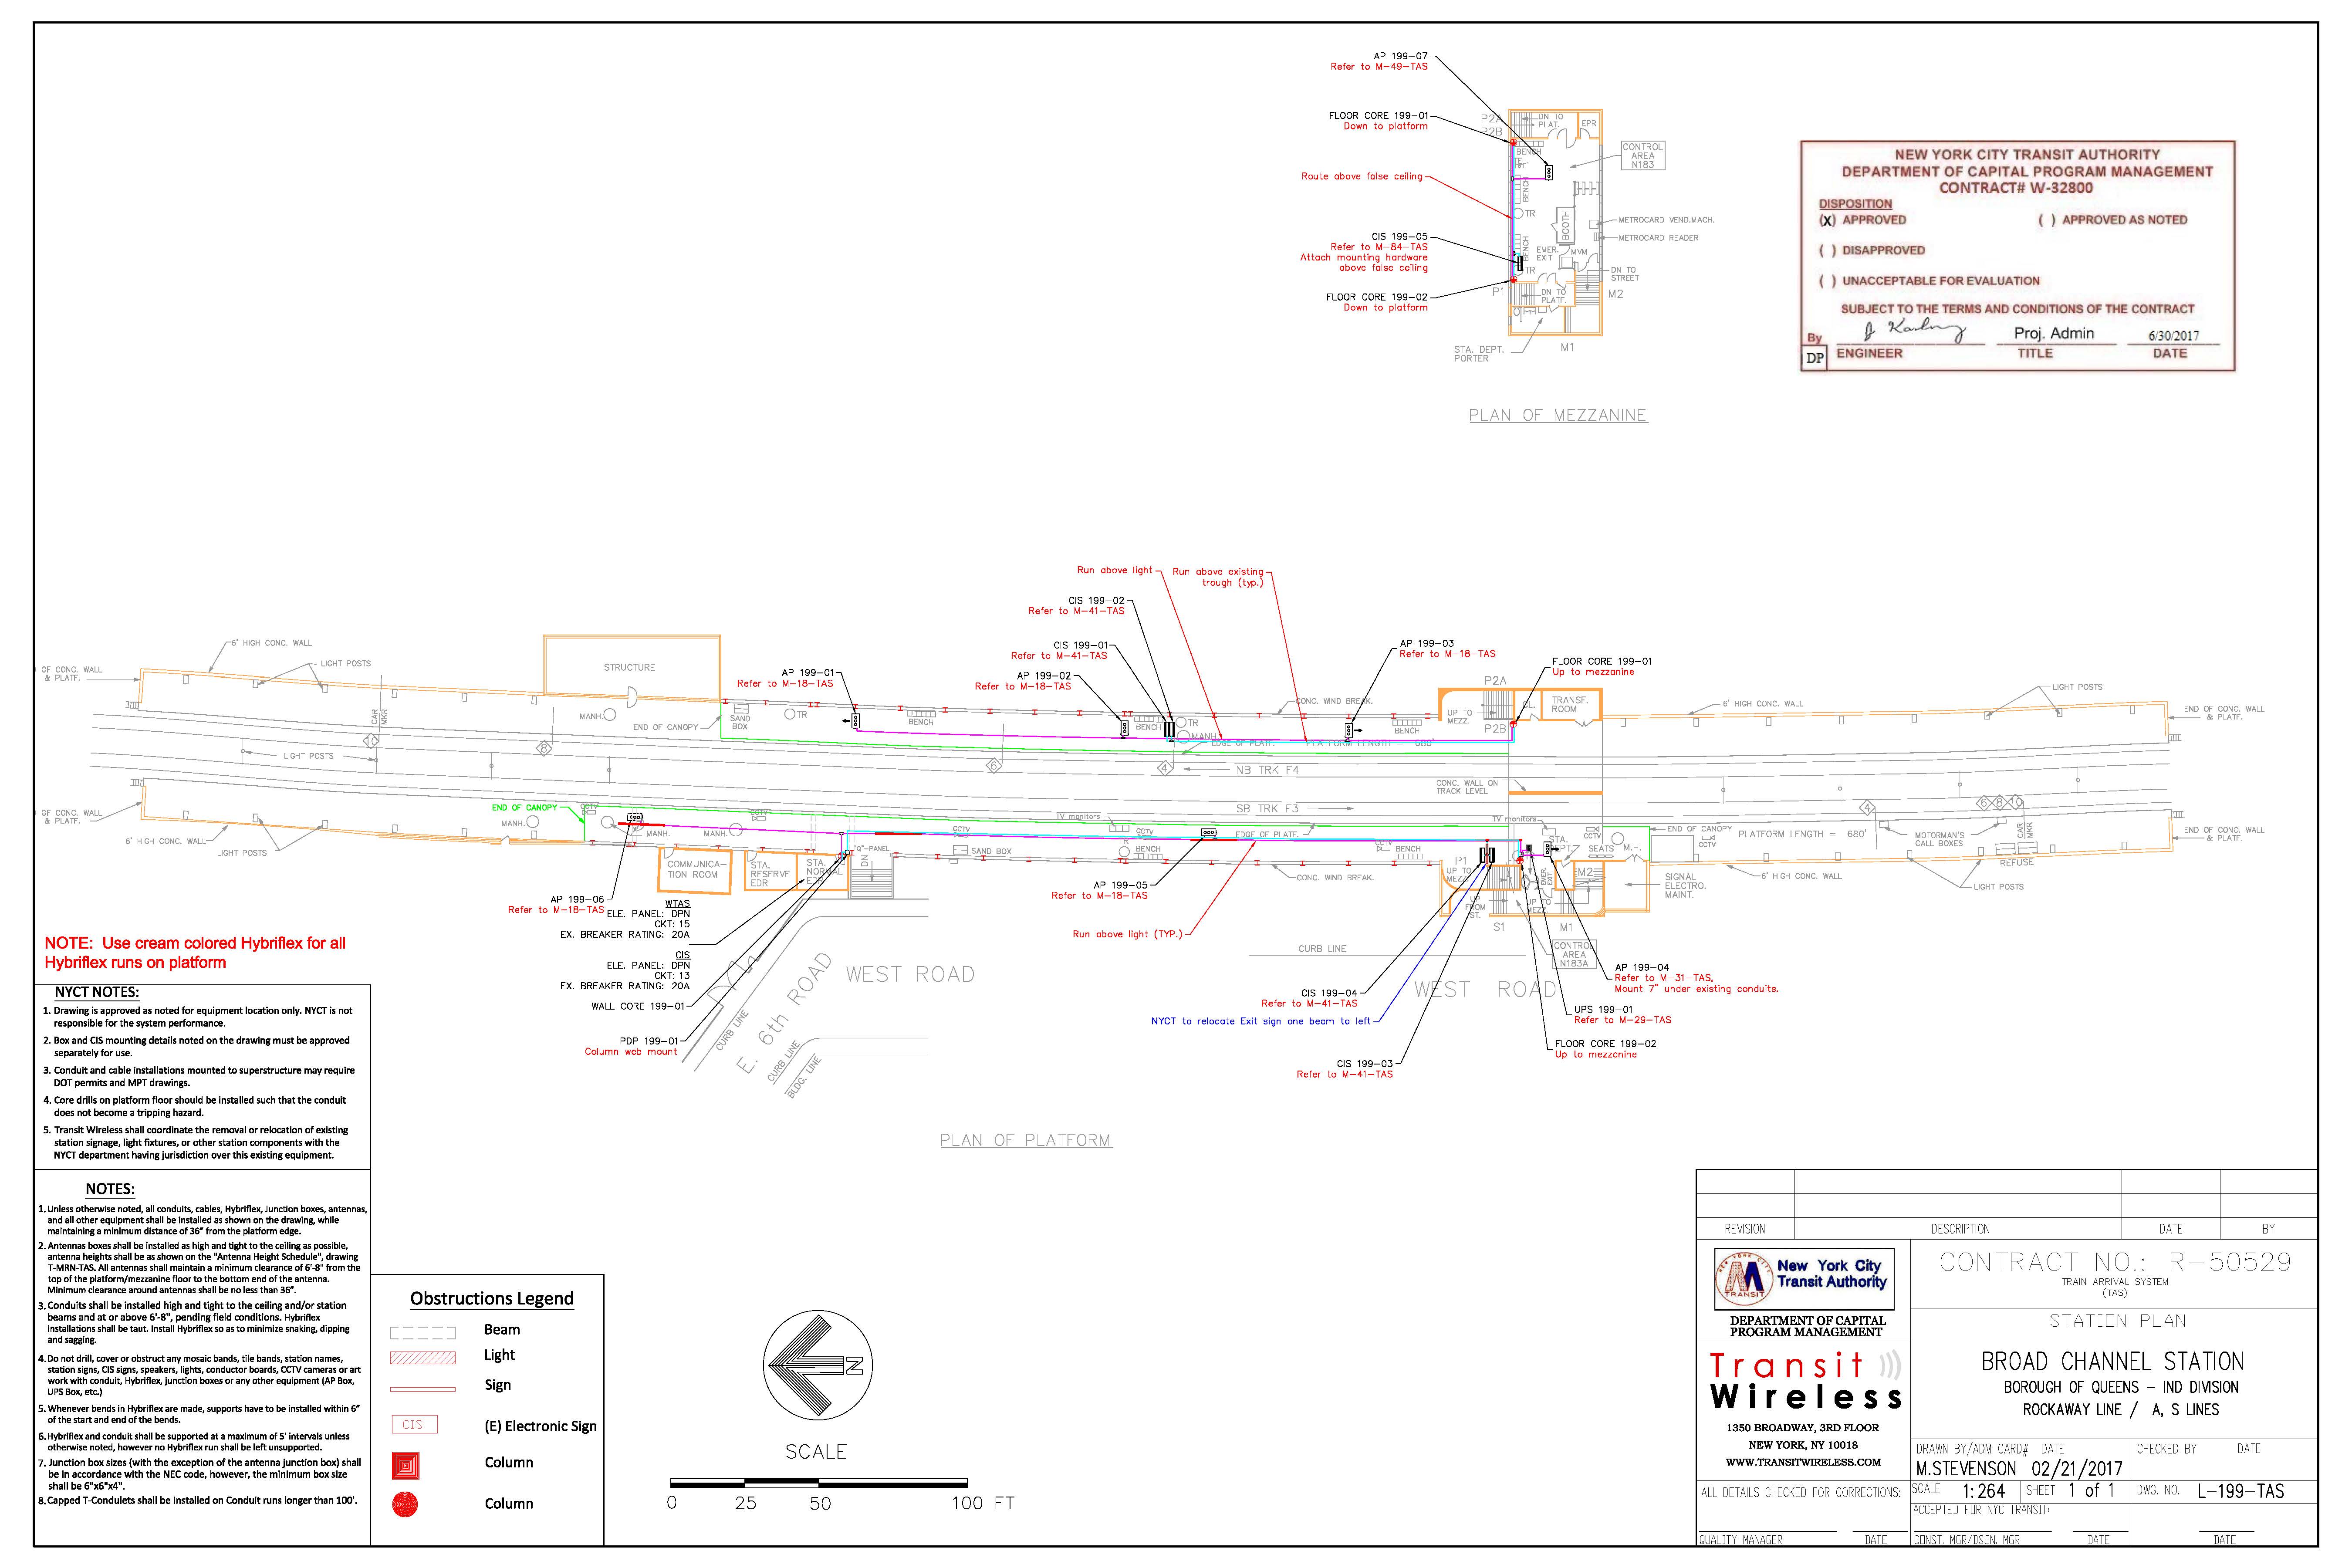 AP 199-07
Refer to M-49-TAS
FLOOR CORE 199-01
Down to platform
Route above false ceiling
CIS 199-05
Refer to M-84-TAS
Attach mounting hardware
above false ceiling
FLOOR CORE 199-02
Down to platform
P2A
P2B
DN TO
PLAT.
EPR
BENCH
CONTROL
AREA
N183
BENCH
TR
BOOTH
METROCARD VEND.MACH.
METROCARD READER
BENCH
EMER.
EXIT
MVM
TR
DN TO
STREET
P1
DN TO
PLATF.
M2
STA. DEPT.
PORTER
M1
PLAN OF MEZZANINE
NEW YORK CITY TRANSIT AUTHORITY
DEPARTMENT OF CAPITAL PROGRAM MANAGEMENT
CONTRACT# W-32800
DISPOSITION
(X) APPROVED
( ) APPROVED AS NOTED
( ) DISAPPROVED
( ) UNACCEPTABLE FOR EVALUATION
SUBJECT TO THE TERMS AND CONDITIONS OF THE CONTRACT
By
Proj. Admin
6/30/2017
DP
ENGINEER
TITLE
DATE
Run above light
Run above existing
trough (typ.)
CIS 199-02
Refer to M-41-TAS
CIS 199-01
Refer to M-41-TAS
AP 199-03
Refer to M-18-TAS
AP 199-01
Refer to M-18-TAS
AP 199-02
Refer to M-18-TAS
FLOOR CORE 199-01
Up to mezzanine
6' HIGH CONC. WALL
OF CONC. WALL
& PLATF.
LIGHT POSTS
STRUCTURE
MANH.
END OF CANOPY
SAND
BOX
TR
BENCH
BENCH
TR
MANH.
CONC. WIND BREAK.
BENCH
P2A
UP TO
MEZZ.
P2B
CL
TRANSF.
ROOM
6' HIGH CONC. WALL
LIGHT POSTS
END OF CONC. WALL
& PLATF.
CAR
MKR
10
8
6
4
LIGHT POSTS
EDGE OF PLATF.
PLATFORM LENGTH = 680'
NB TRK F4
CONC. WALL ON
TRACK LEVEL
SB TRK F3
4
6
8
10
OF CONC. WALL
& PLATF.
6' HIGH CONC. WALL
LIGHT POSTS
END OF CANOPY
CCTV
MANH.
MANH.
MANH.
CCTV
COMMUNICA-
TION ROOM
STA.
RESERVE
EDR
STA.
NORMAL
EDR
"Q"-PANEL
DN
CCTV
SAND BOX
TV monitors
CCTV
TR
BENCH
EDGE OF PLATF.
CONC. WIND BREAK.
CCTV
BENCH
TV monitors
P1
UP TO
MEZZ.
UP
FROM
ST.
S1
STA.
DEPT.
EMER.
EXIT
UP TO
MEZZ
M1
M2
CCTV
SEATS
M.H.
END OF CANOPY
CCTV
PLATFORM LENGTH = 680'
MOTORMAN'S
CALL BOXES
CAR
MKR
REFUSE
SIGNAL
ELECTRO.
MAINT.
6' HIGH CONC. WALL
LIGHT POSTS
END OF CONC. WALL
& PLATF.
CONTROL
AREA
N183A
AP 199-06
Refer to M-18-TAS
WTAS
ELE. PANEL: DPN
CKT: 15
EX. BREAKER RATING: 20A
CIS
ELE. PANEL: DPN
CKT: 13
EX. BREAKER RATING: 20A
WALL CORE 199-01
PDP 199-01
Column web mount
AP 199-05
Refer to M-18-TAS
Run above light (TYP.)
CIS 199-04
Refer to M-41-TAS
NYCT to relocate Exit sign one beam to left
CIS 199-03
Refer to M-41-TAS
AP 199-04
Refer to M-31-TAS,
Mount 7" under existing conduits.
UPS 199-01
Refer to M-29-TAS
FLOOR CORE 199-02
Up to mezzanine
CURB LINE
WEST ROAD
WEST ROAD
E. 6th ROAD
CURB LINE
CURB LINE
BLDG. LINE
PLAN OF PLATFORM
NOTE: Use cream colored Hybriflex for all
Hybriflex runs on platform
NYCT NOTES:
1. Drawing is approved as noted for equipment location only. NYCT is not
responsible for the system performance.
2. Box and CIS mounting details noted on the drawing must be approved
separately for use.
3. Conduit and cable installations mounted to superstructure may require
DOT permits and MPT drawings.
4. Core drills on platform floor should be installed such that the conduit
does not become a tripping hazard.
5. Transit Wireless shall coordinate the removal or relocation of existing
station signage, light fixtures, or other station components with the
NYCT department having jurisdiction over this existing equipment.
NOTES:
1. Unless otherwise noted, all conduits, cables, Hybriflex, Junction boxes, antennas,
and all other equipment shall be installed as shown on the drawing, while
maintaining a minimum distance of 36" from the platform edge.
2. Antennas boxes shall be installed as high and tight to the ceiling as possible,
antenna heights shall be as shown on the "Antenna Height Schedule", drawing
T-MRN-TAS. All antennas shall maintain a minimum clearance of 6'-8" from the
top of the platform/mezzanine floor to the bottom end of the antenna.
Minimum clearance around antennas shall be no less than 36".
3. Conduits shall be installed high and tight to the ceiling and/or station
beams and at or above 6'-8", pending field conditions. Hybriflex
installations shall be taut. Install Hybriflex so as to minimize snaking, dipping
and sagging.
4. Do not drill, cover or obstruct any mosaic bands, tile bands, station names,
station signs, CIS signs, speakers, lights, conductor boards, CCTV cameras or art
work with conduit, Hybriflex, junction boxes or any other equipment (AP Box,
UPS Box, etc.)
5. Whenever bends in Hybriflex are made, supports have to be installed within 6"
of the start and end of the bends.
6. Hybriflex and conduit shall be supported at a maximum of 5' intervals unless
otherwise noted, however no Hybriflex run shall be left unsupported.
7. Junction box sizes (with the exception of the antenna junction box) shall
be in accordance with the NEC code, however, the minimum box size
shall be 6"x6"x4".
8. Capped T-Condulets shall be installed on Conduit runs longer than 100'.
Obstructions Legend
Beam
Light
Sign
CIS
(E) Electronic Sign
Column
Column
N
SCALE
0 25 50 100 FT
REVISION
DESCRIPTION
DATE
BY
TRANSIT
New York City
Transit Authority
DEPARTMENT OF CAPITAL
PROGRAM MANAGEMENT
Transit
Wireless
1350 BROADWAY, 3RD FLOOR
NEW YORK, NY 10018
WWW.TRANSITWIRELESS.COM
CONTRACT NO.: R-50529
TRAIN ARRIVAL SYSTEM
(TAS)
STATION PLAN
BROAD CHANNEL STATION
BOROUGH OF QUEENS - IND DIVISION
ROCKAWAY LINE / A, S LINES
DRAWN BY/ADM CARD# DATE
M.STEVENSON 02/21/2017
CHECKED BY DATE
ALL DETAILS CHECKED FOR CORRECTIONS:
SCALE 1:264
SHEET 1 of 1
DWG. NO. L-199-TAS
ACCEPTED FOR NYC TRANSIT:
QUALITY MANAGER DATE
CONST. MGR/DSGN. MGR DATE
DATE